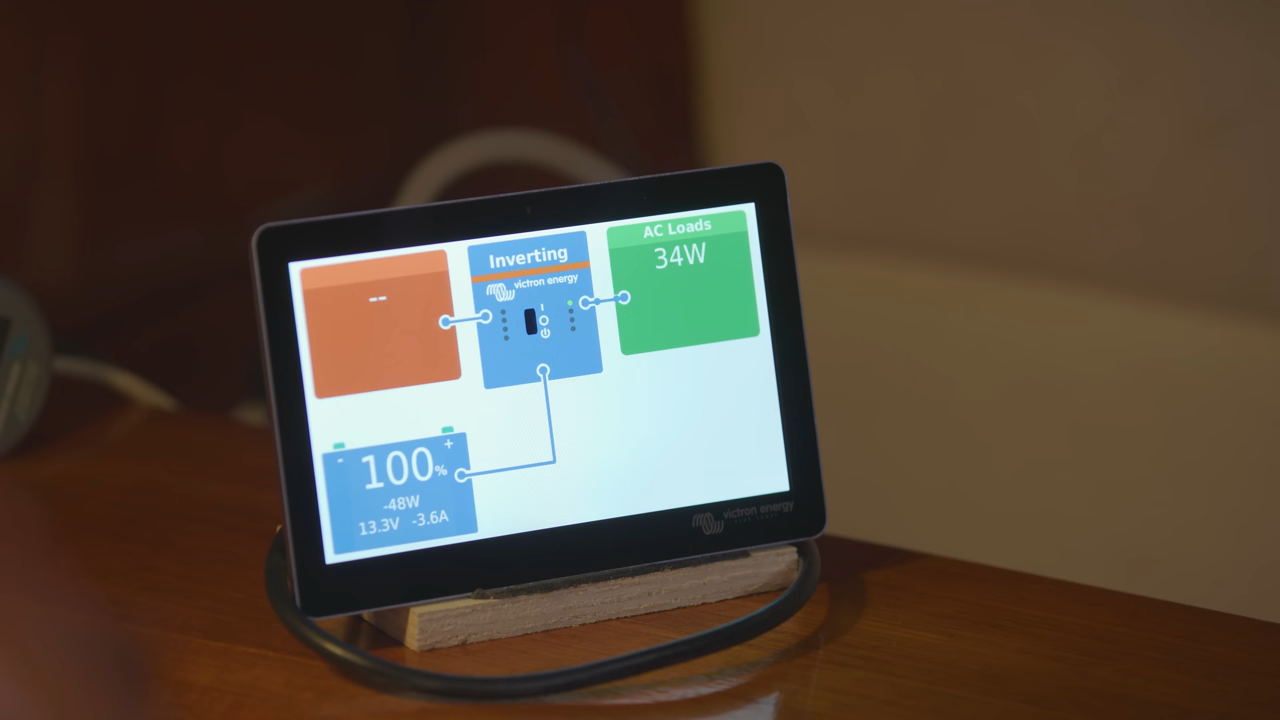 --
Inverting
victron energy
AC Loads
34W
- +
100%
-48W
13.3V -3.6A
victron energy